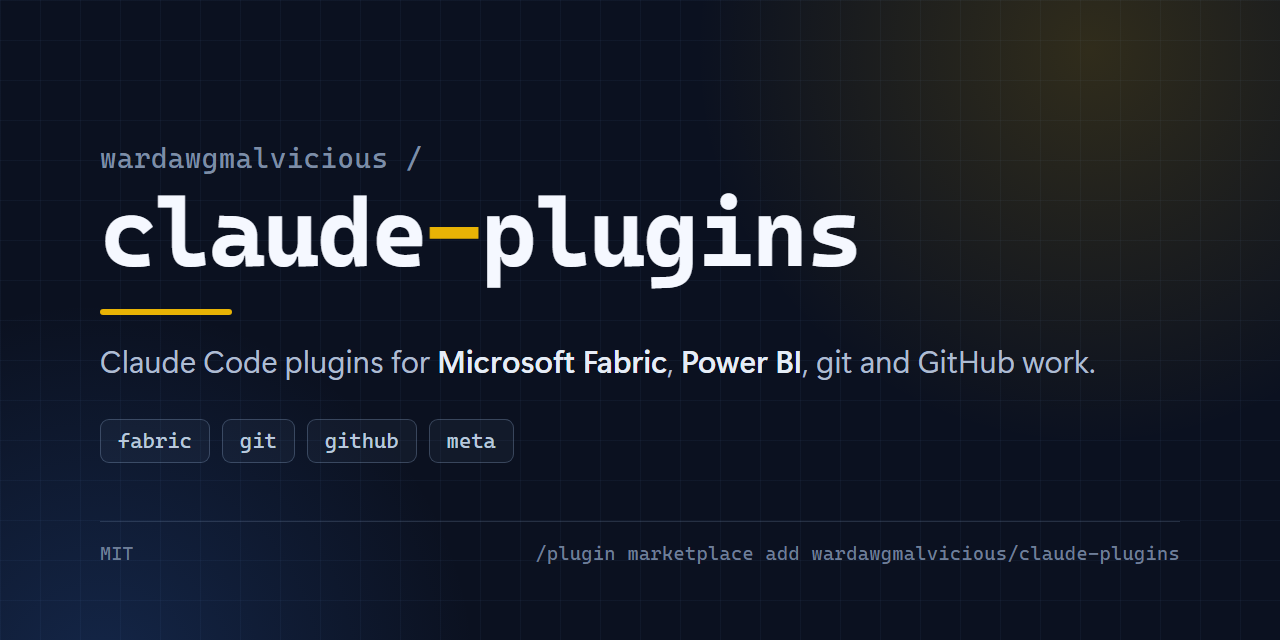 wardawgmalvicious /
claude-plugins
Claude Code plugins for Microsoft Fabric, Power BI, git and GitHub work.
fabric git github meta
MIT /plugin marketplace add wardawgmalvicious/claude-plugins